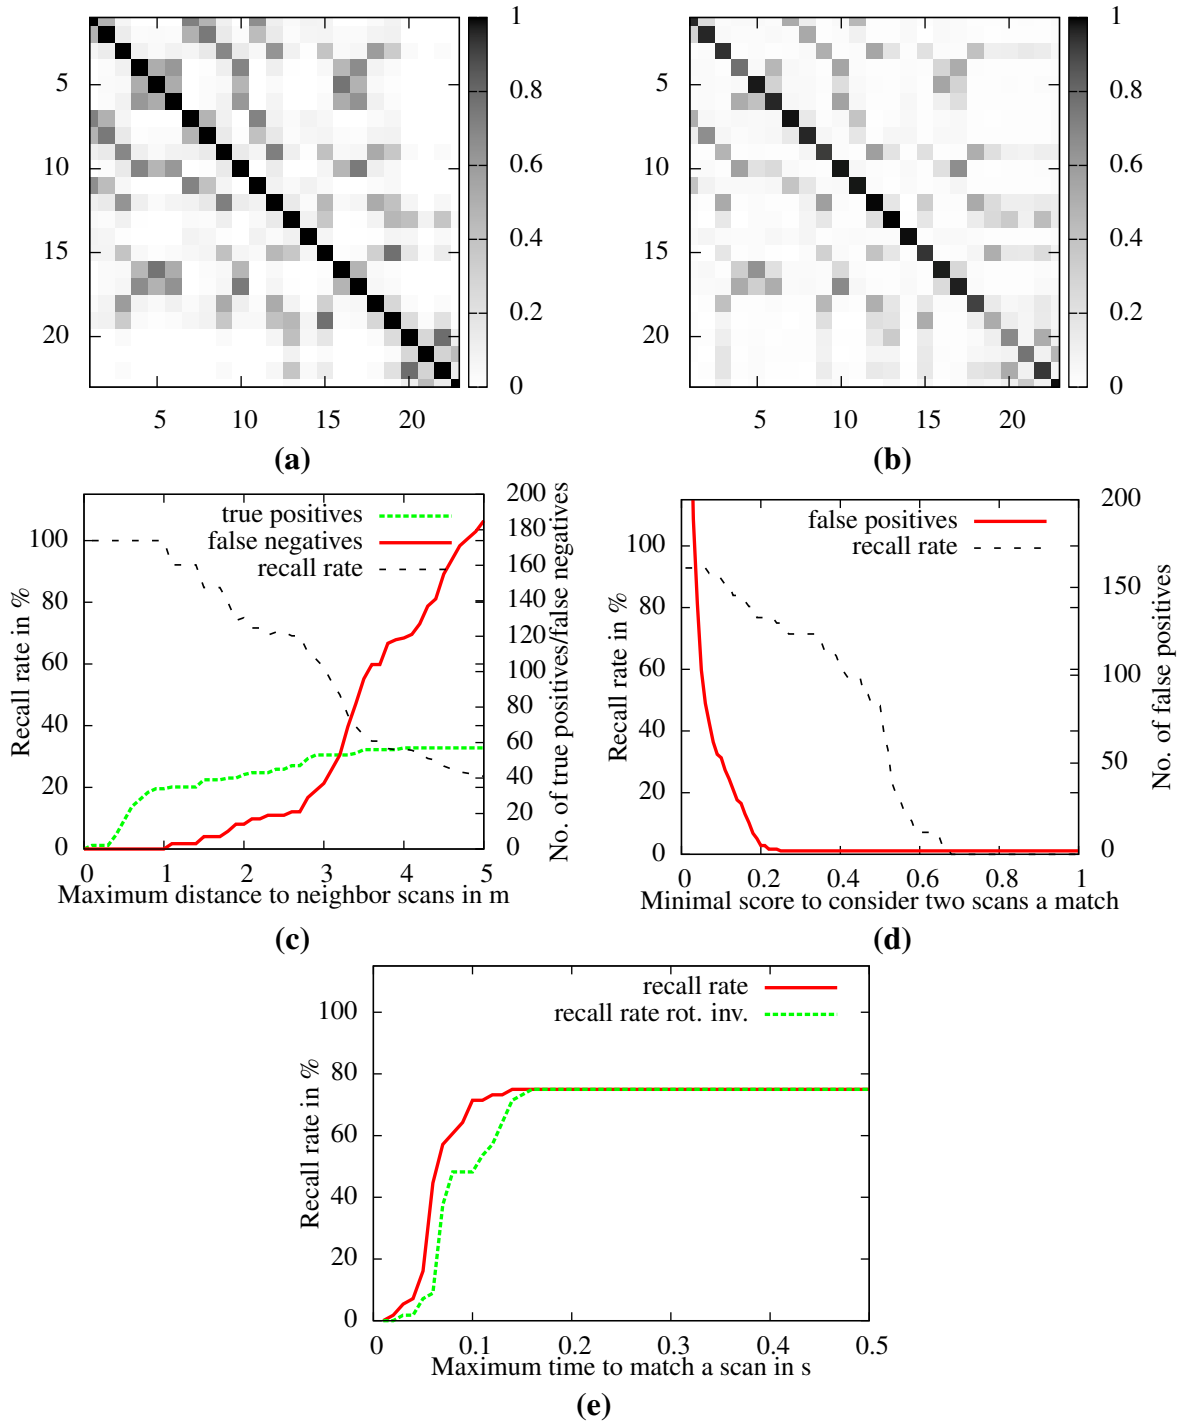 5
10
15
20
5 10 15 20
1
0.8
0.6
0.4
0.2
0
(a)
5
10
15
20
5 10 15 20
1
0.8
0.6
0.4
0.2
0
(b)
true positives
false negatives
recall rate
Recall rate in %
100
80
60
40
20
0
0 1 2 3 4 5
200
180
160
140
120
100
80
60
40
20
0
No. of true positives/false negatives
Maximum distance to neighbor scans in m
(c)
false positives
recall rate
Recall rate in %
100
80
60
40
20
0
0 0.2 0.4 0.6 0.8 1
200
150
100
50
0
No. of false positives
Minimal score to consider two scans a match
(d)
recall rate
recall rate rot. inv.
Recall rate in %
100
80
60
40
20
0
0 0.1 0.2 0.3 0.4 0.5
Maximum time to match a scan in s
(e)